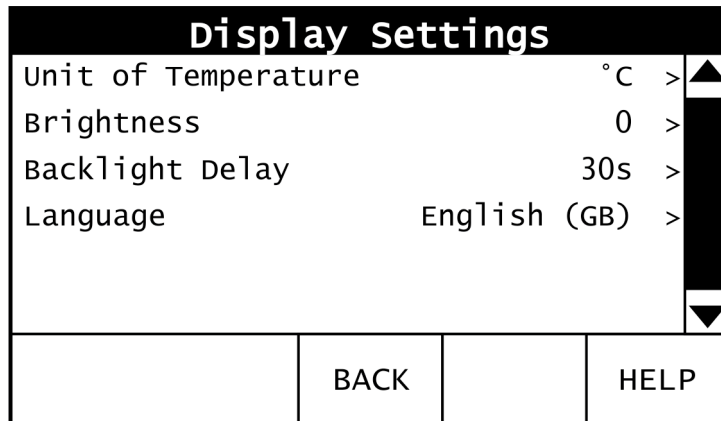 Display Settings
Unit of Temperature °C >
Brightness 0 >
Backlight Delay 30s >
Language English (GB) >
BACK HELP